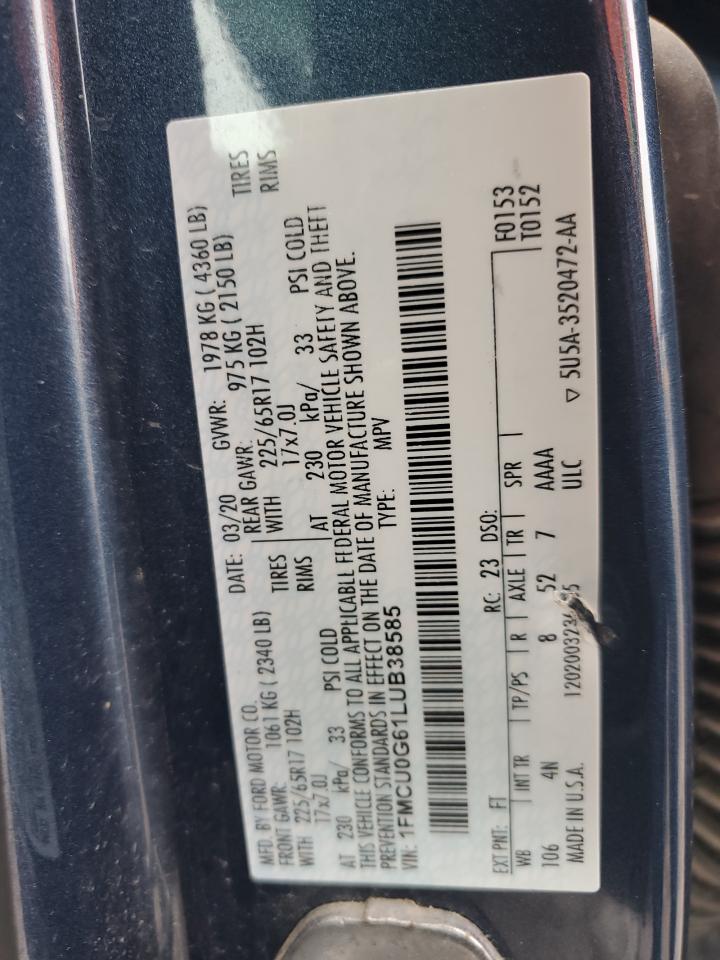 MFD. BY FORD MOTOR CO. DATE: 03/20 GVWR: 1978 KG ( 4360 LB)
FRONT GAWR: 1061 KG ( 2340 LB) REAR GAWR: 975 KG ( 2150 LB)
WITH 225/65R17 102H TIRES WITH 225/65R17 102H TIRES
17x7.0J RIMS 17x7.0J RIMS
AT 230 kPa/ 33 PSI COLD AT 230 kPa/ 33 PSI COLD
THIS VEHICLE CONFORMS TO ALL APPLICABLE FEDERAL MOTOR VEHICLE SAFETY AND THEFT
PREVENTION STANDARDS IN EFFECT ON THE DATE OF MANUFACTURE SHOWN ABOVE.
VIN: 1FMCU0G61LUB38585 TYPE: MPV
EXT PNT: FT RC: 23 DSO: F0153
WB INT TR TP/PS R AXLE TR SPR T0152
106 4N 8 52 7 AAAA
MADE IN U.S.A. ULC
▽ 5U5A-3520472-AA